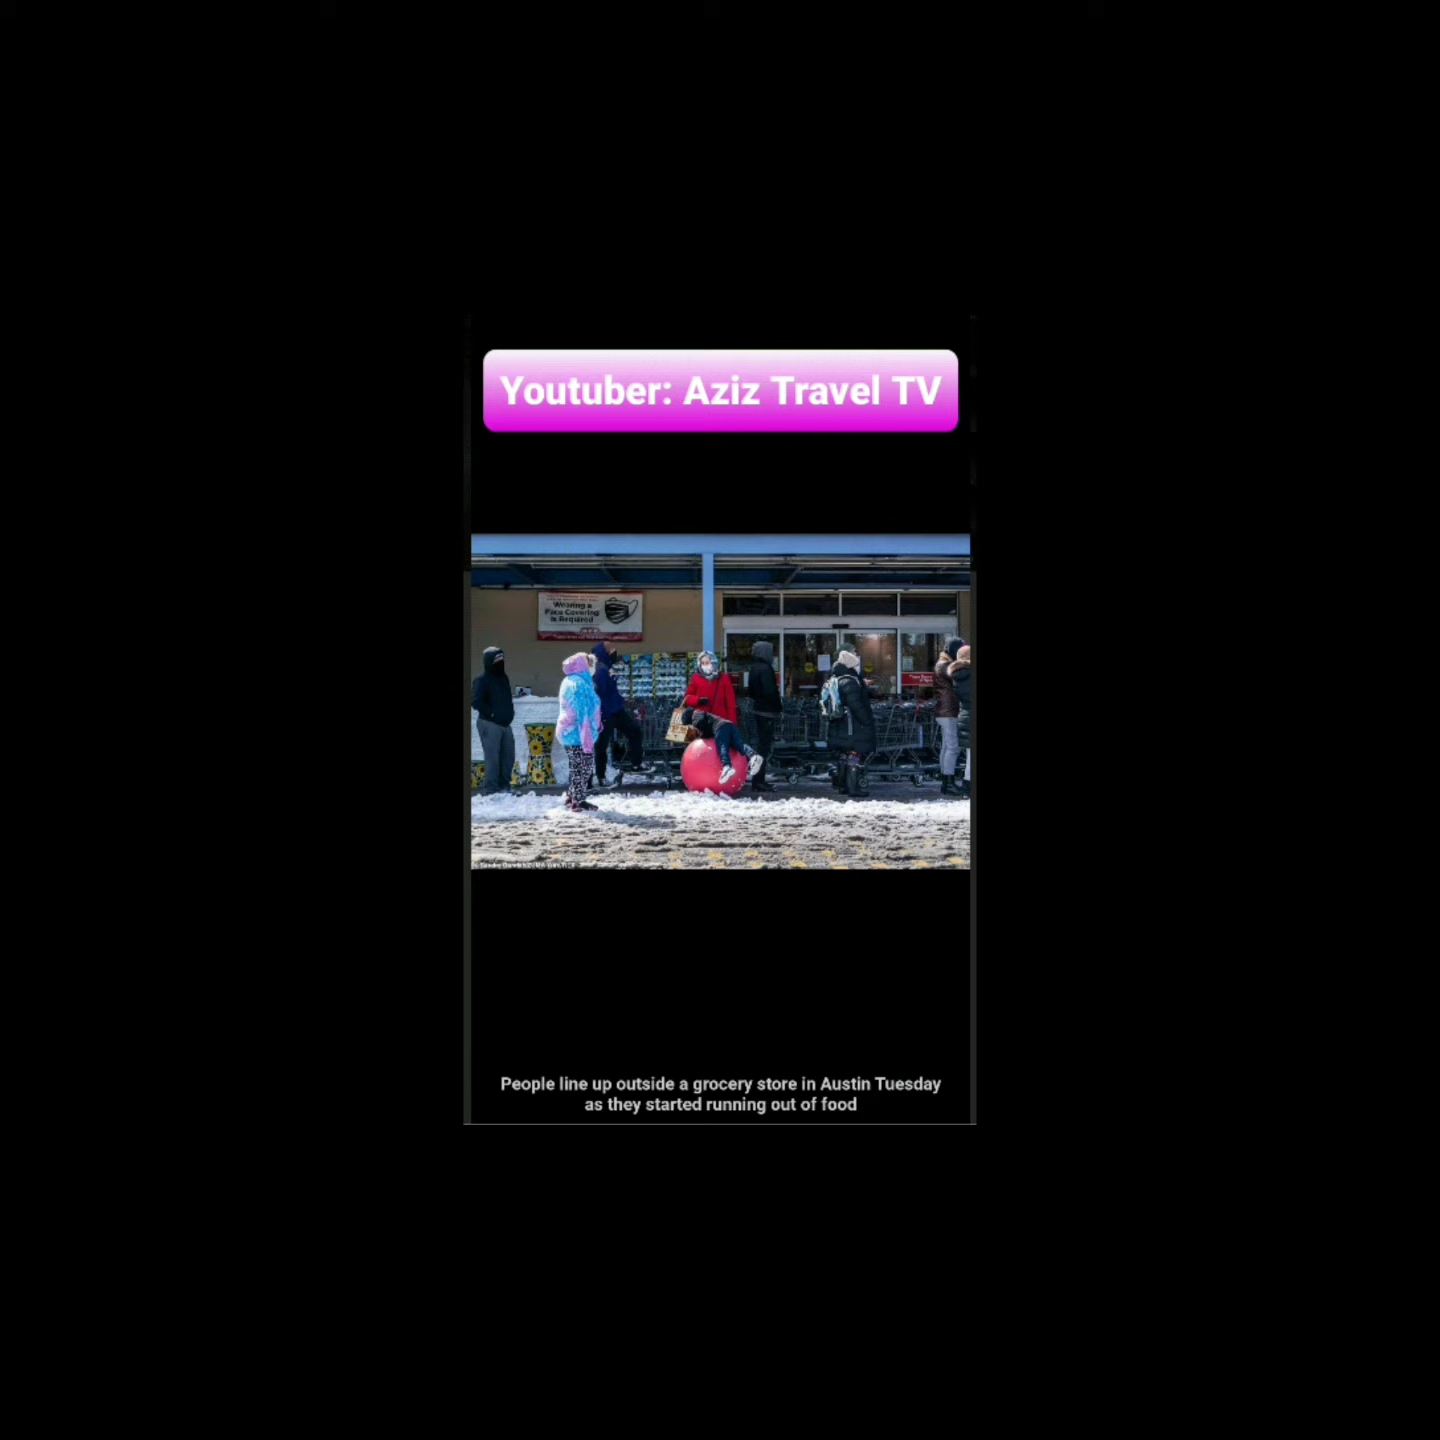 Youtuber: Aziz Travel TV
Wearing a
Face Covering
is Required
People line up outside a grocery store in Austin Tuesday
as they started running out of food